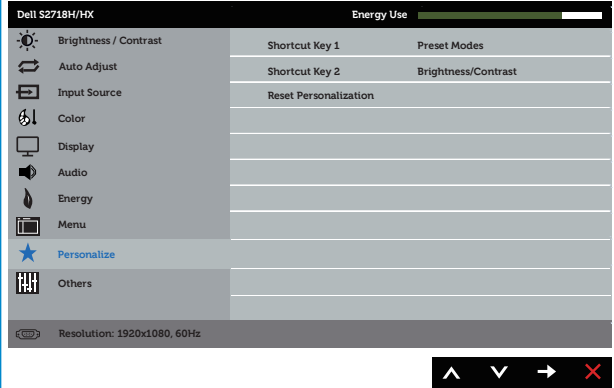 Dell S2718H/HX Energy Use
Brightness / Contrast
Auto Adjust
Input Source
Color
Display
Audio
Energy
Menu
Personalize
Others
Shortcut Key 1 Preset Modes
Shortcut Key 2 Brightness/Contrast
Reset Personalization
Resolution: 1920x1080, 60Hz